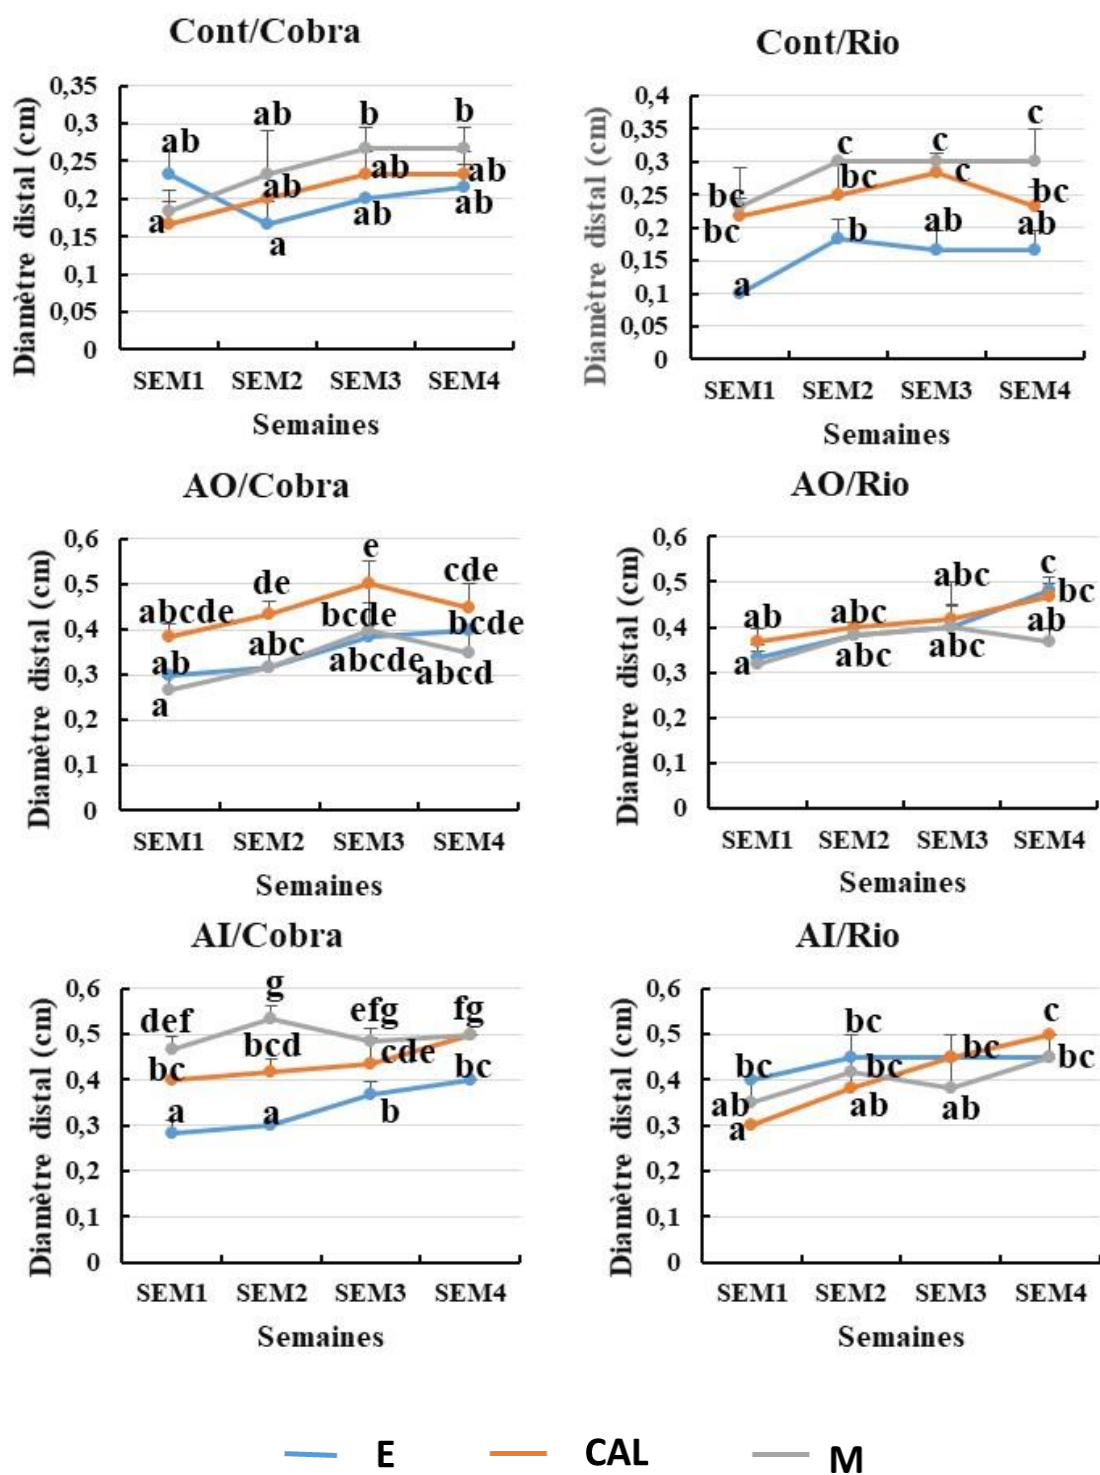 Cont/Cobra
Diamètre distal (cm)
0,35
0,3
0,25
0,2
0,15
0,1
0,05
0
ab ab b b
ab ab ab
a a ab ab
SEM1 SEM2 SEM3 SEM4
Semaines
Cont/Rio
Diamètre distal (cm)
0,4
0,35
0,3
0,25
0,2
0,15
0,1
0,05
0
c c c
bc bc c bc
bc b ab ab
a
SEM1 SEM2 SEM3 SEM4
Semaines
AO/Cobra
Diamètre distal (cm)
0,6
0,5
0,4
0,3
0,2
0,1
0
abcde de e cde
ab abc bcde bcde
a abcde abcd
SEM1 SEM2 SEM3 SEM4
Semaines
AO/Rio
Diamètre distal (cm)
0,6
0,5
0,4
0,3
0,2
0,1
0
ab abc abc c
bc
a abc abc ab
SEM1 SEM2 SEM3 SEM4
Semaines
AI/Cobra
Diamètre distal (cm)
0,6
0,5
0,4
0,3
0,2
0,1
0
def g efg fg
bc bcd cde bc
a a b
SEM1 SEM2 SEM3 SEM4
Semaines
AI/Rio
Diamètre distal (cm)
0,6
0,5
0,4
0,3
0,2
0,1
0
bc bc c
ab bc bc bc
a ab ab
SEM1 SEM2 SEM3 SEM4
Semaines
E CAL M